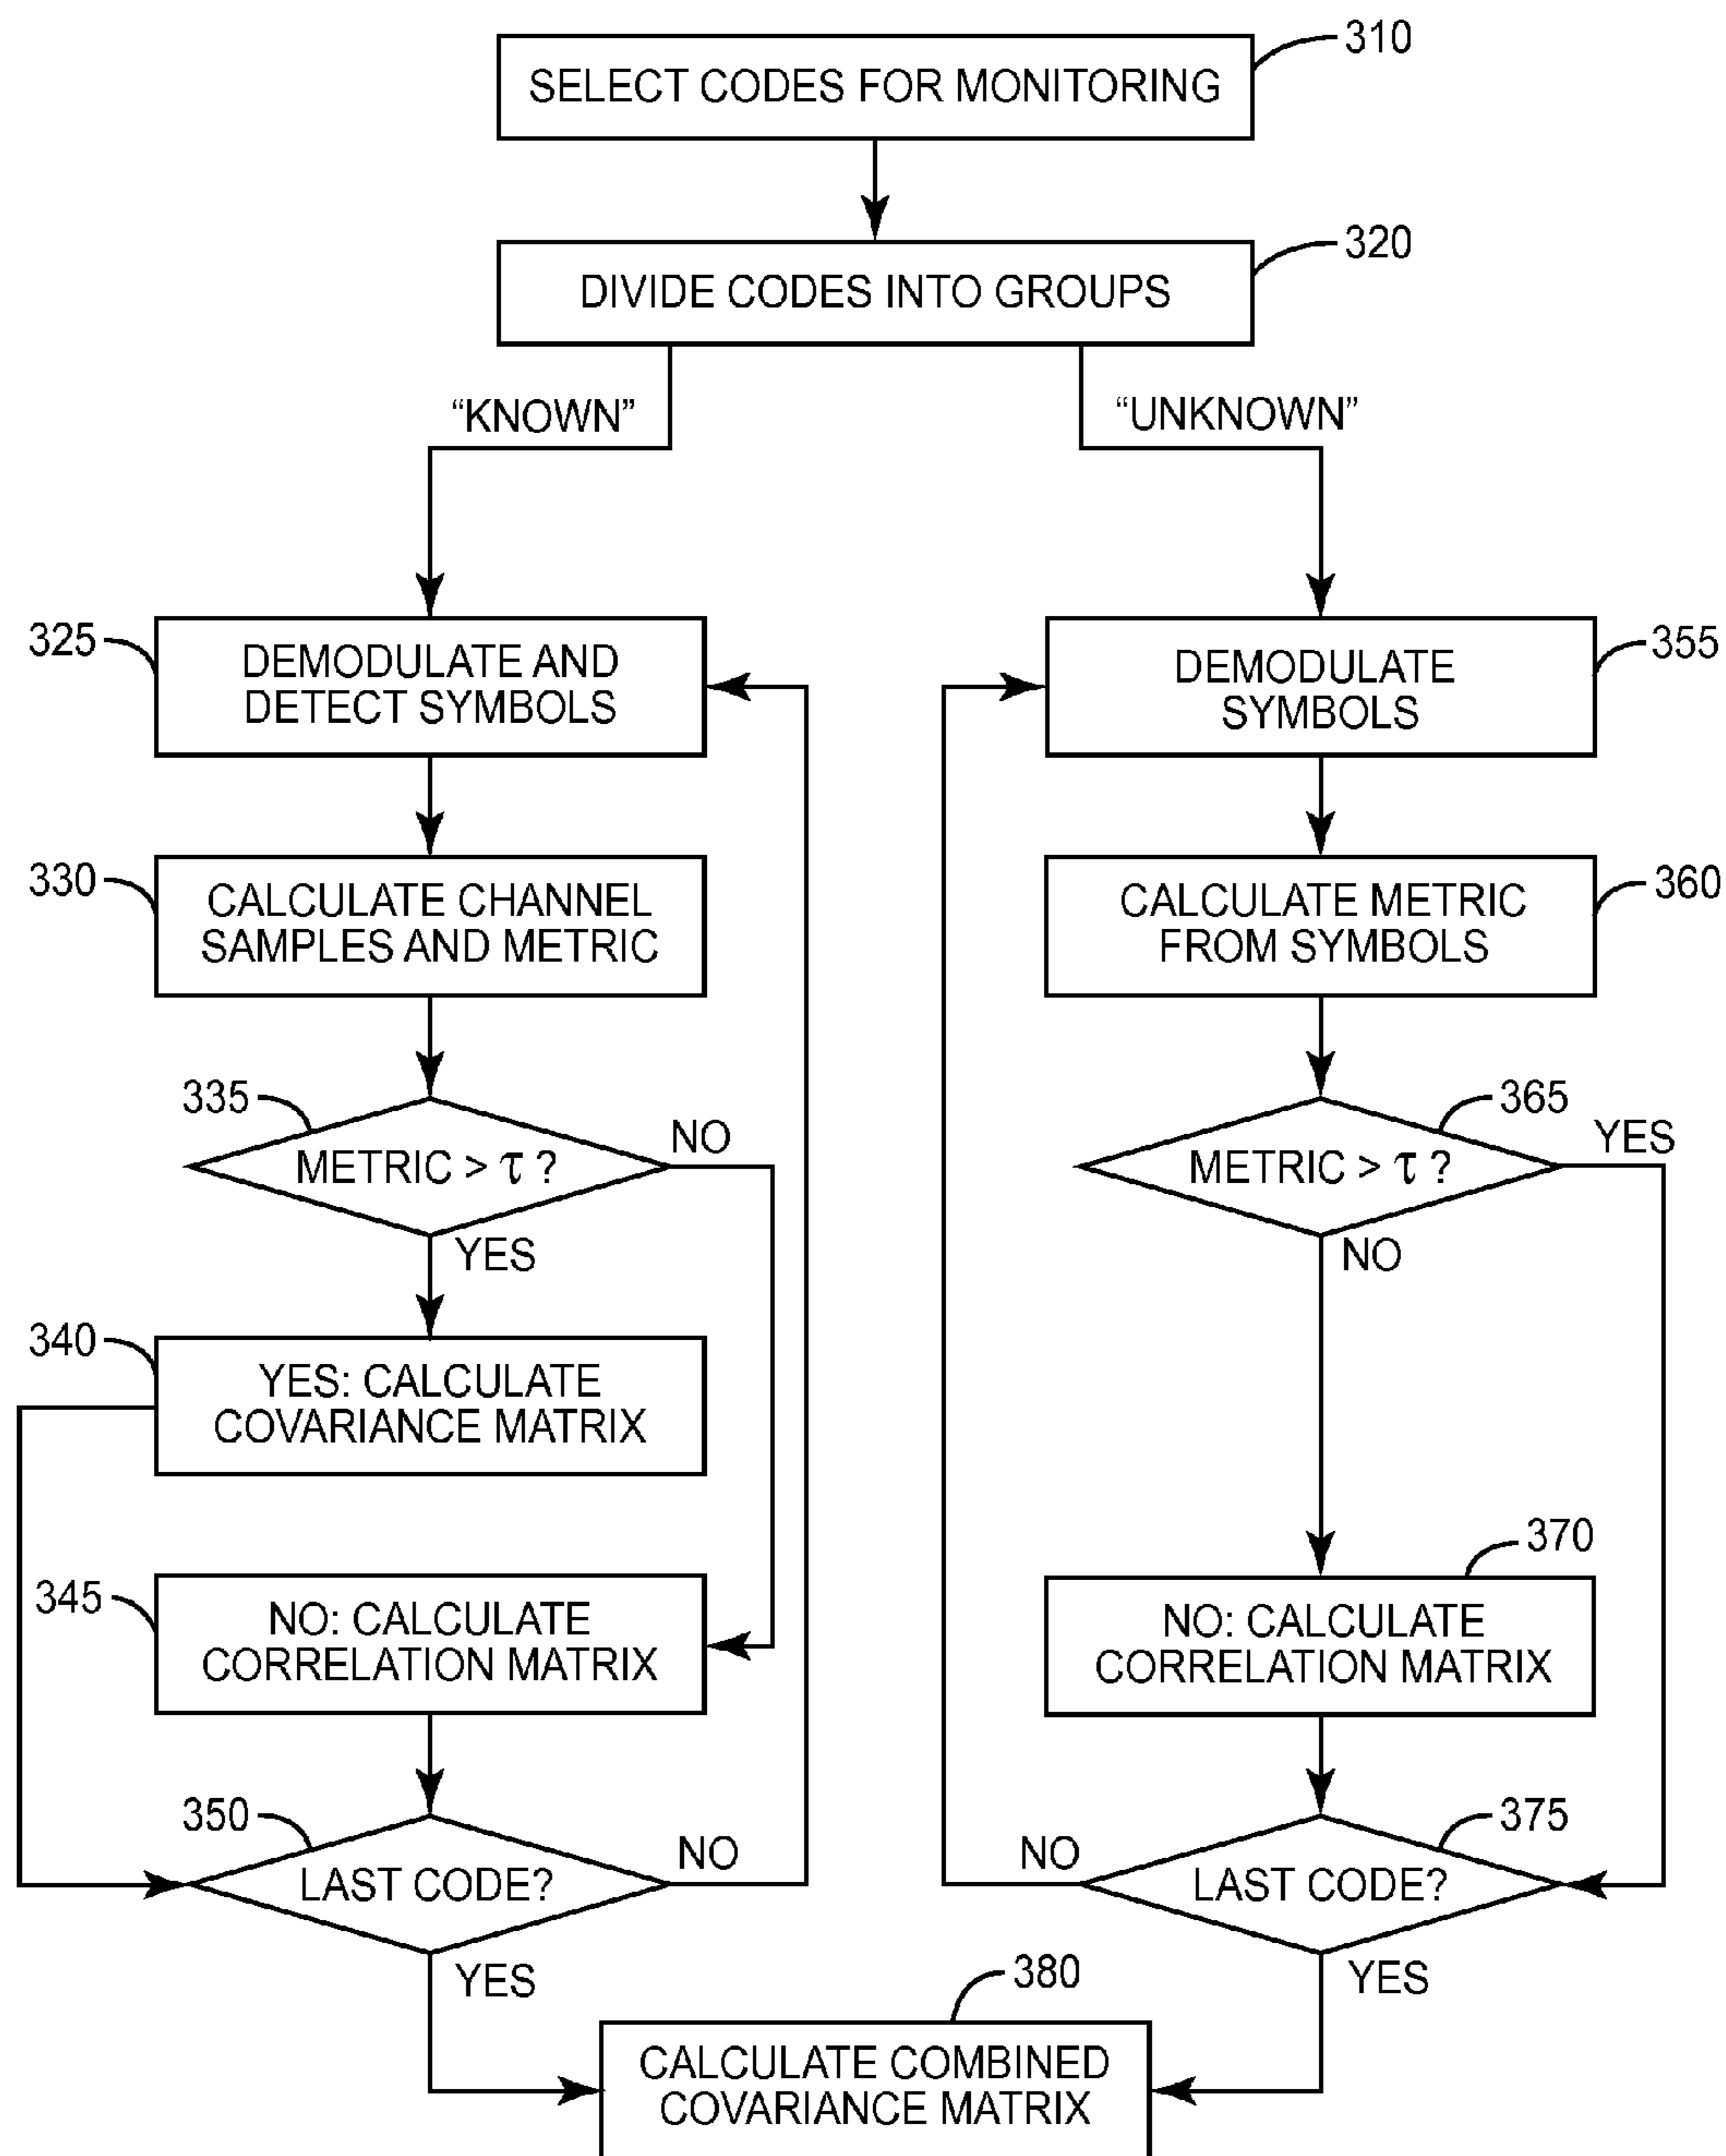 310
SELECT CODES FOR MONITORING
320
DIVIDE CODES INTO GROUPS
“KNOWN”
“UNKNOWN”
325
DEMODULATE AND
DETECT SYMBOLS
355
DEMODULATE
SYMBOLS
330
CALCULATE CHANNEL
SAMPLES AND METRIC
360
CALCULATE METRIC
FROM SYMBOLS
335
METRIC > τ ?
NO
YES
365
METRIC > τ ?
YES
NO
340
YES: CALCULATE
COVARIANCE MATRIX
345
NO: CALCULATE
CORRELATION MATRIX
370
NO: CALCULATE
CORRELATION MATRIX
350
LAST CODE?
NO
YES
375
NO
LAST CODE?
YES
380
CALCULATE COMBINED
COVARIANCE MATRIX